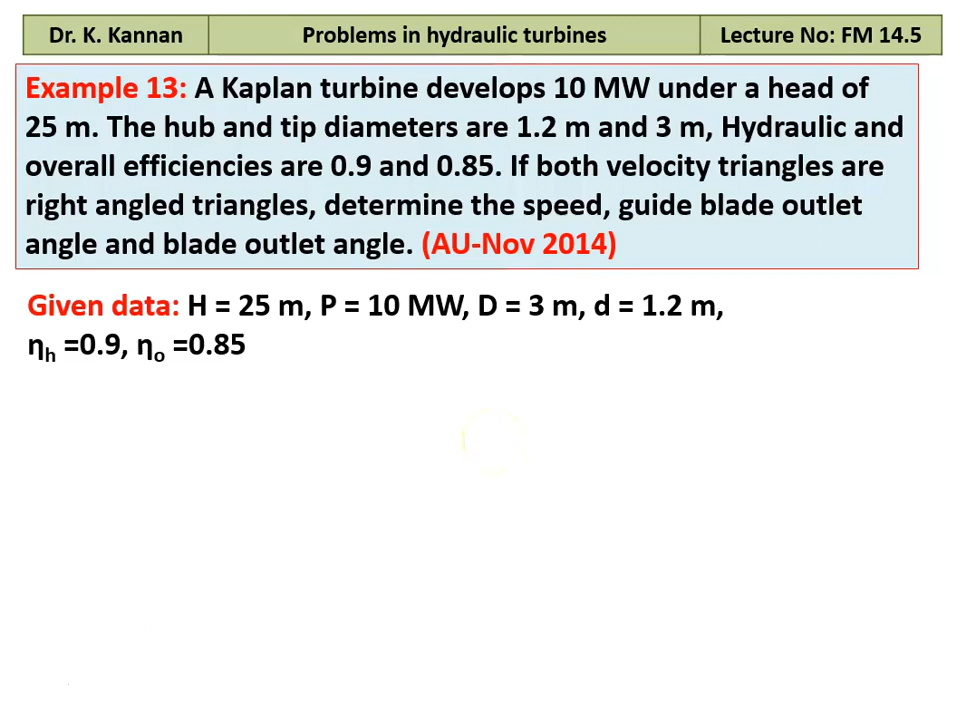 Dr. K. Kannan Problems in hydraulic turbines Lecture No: FM 14.5
Example 13: A Kaplan turbine develops 10 MW under a head of
25 m. The hub and tip diameters are 1.2 m and 3 m, Hydraulic and
overall efficiencies are 0.9 and 0.85. If both velocity triangles are
right angled triangles, determine the speed, guide blade outlet
angle and blade outlet angle. (AU-Nov 2014)
Given data: H = 25 m, P = 10 MW, D = 3 m, d = 1.2 m,
ηh =0.9, ηo =0.85